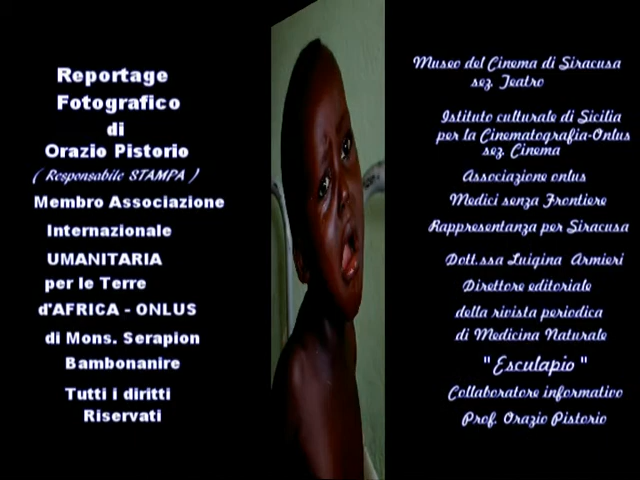 Reportage
Fotografico
di
Orazio Pistorio
( Responsabile STAMPA )
Membro Associazione
Internazionale
UMANITARIA
per le Terre
d'AFRICA - ONLUS
di Mons. Serapion
Bambonanire
Tutti i diritti
Riservati
Museo del Cinema di Siracusa
sez. Teatro
Istituto culturale di Sicilia
per la Cinematografia-Onlus
sez Cinema
Associazione onlus
Medici senza Frontiere
Rappresentanza per Siracusa
Dott.ssa Luigina Armieri
Direttore editoriale
della rivista periodica
di Medicina Naturale
" Esculapio "
Collaboratore informativo
Prof. Orazio Pistorio